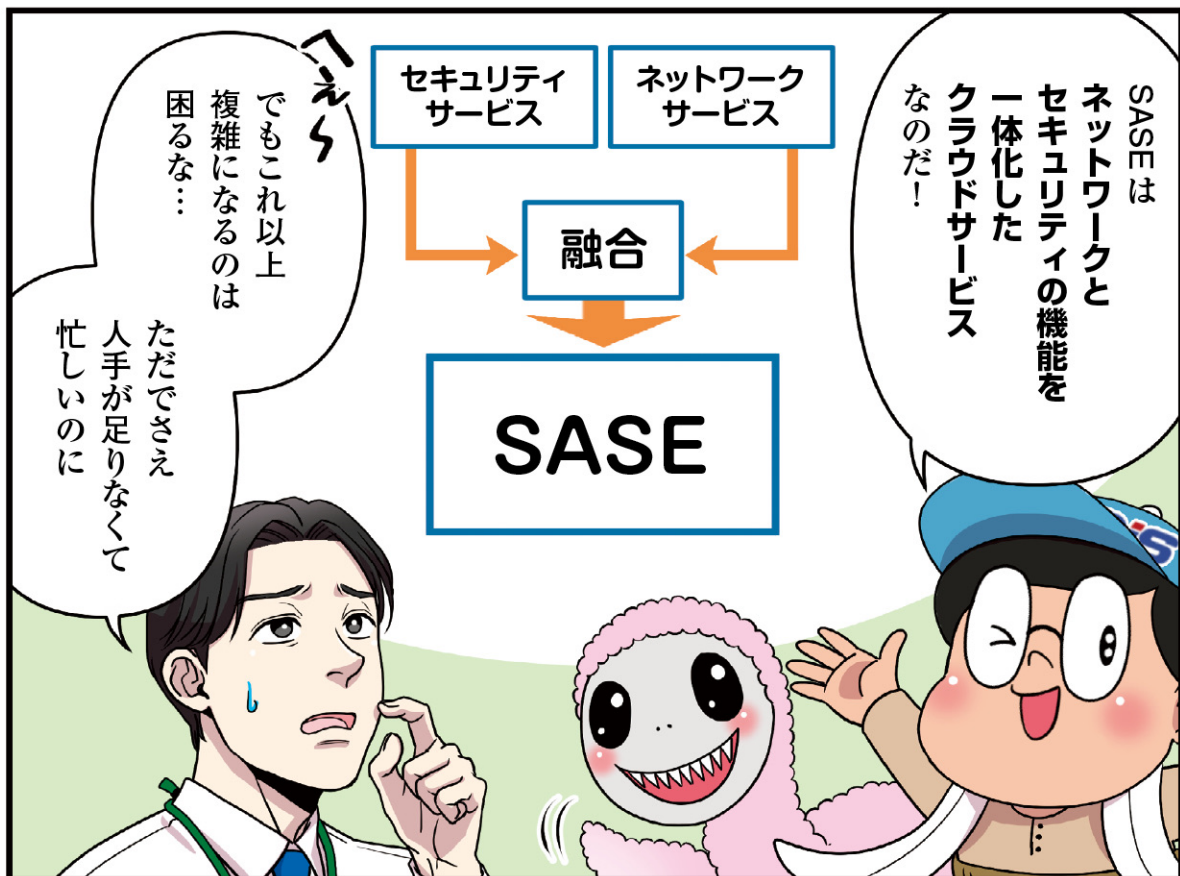 SASEは
ネットワークと
セキュリティの機能を
一体化した
クラウドサービス
なのだ！
ネットワーク
サービス
セキュリティ
サービス
融合
SASE
へぇ〜
でもこれ以上
複雑になるのは
困るな…
ただでさえ
人手が足りなくて
忙しいのに